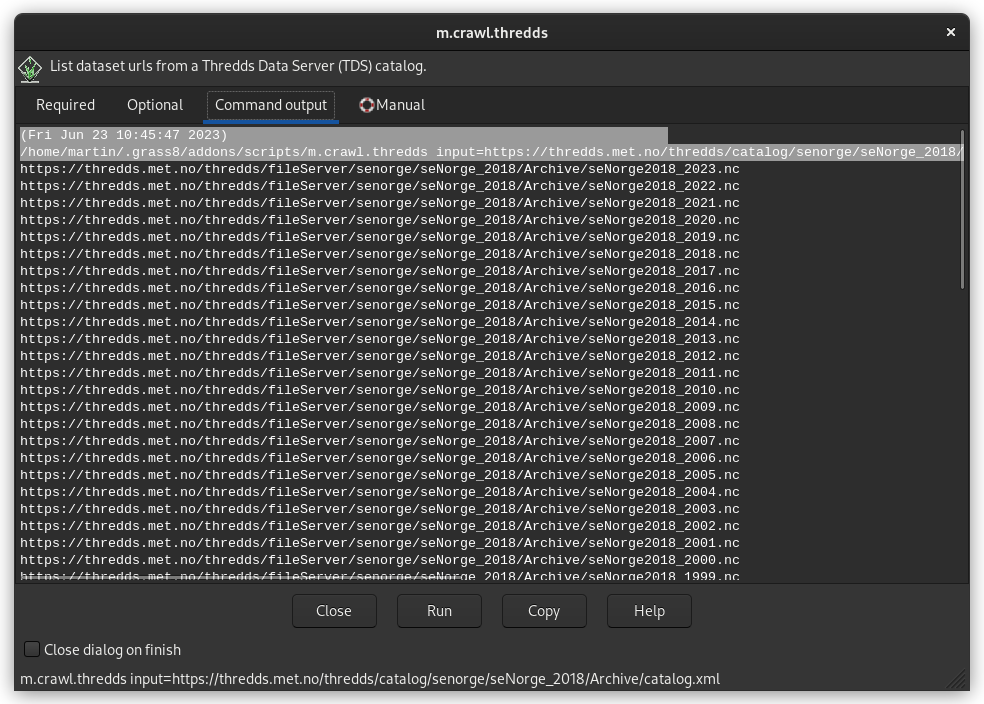 m.crawl.thredds
×
List dataset urls from a Thredds Data Server (TDS) catalog.
Required Optional Command output Manual
(Fri Jun 23 10:45:47 2023)
/home/martin/.grass8/addons/scripts/m.crawl.thredds input=https://thredds.met.no/thredds/catalog/senorge/seNorge_2018/
https://thredds.met.no/thredds/fileServer/senorge/seNorge_2018/Archive/seNorge2018_2023.nc
https://thredds.met.no/thredds/fileServer/senorge/seNorge_2018/Archive/seNorge2018_2022.nc
https://thredds.met.no/thredds/fileServer/senorge/seNorge_2018/Archive/seNorge2018_2021.nc
https://thredds.met.no/thredds/fileServer/senorge/seNorge_2018/Archive/seNorge2018_2020.nc
https://thredds.met.no/thredds/fileServer/senorge/seNorge_2018/Archive/seNorge2018_2019.nc
https://thredds.met.no/thredds/fileServer/senorge/seNorge_2018/Archive/seNorge2018_2018.nc
https://thredds.met.no/thredds/fileServer/senorge/seNorge_2018/Archive/seNorge2018_2017.nc
https://thredds.met.no/thredds/fileServer/senorge/seNorge_2018/Archive/seNorge2018_2016.nc
https://thredds.met.no/thredds/fileServer/senorge/seNorge_2018/Archive/seNorge2018_2015.nc
https://thredds.met.no/thredds/fileServer/senorge/seNorge_2018/Archive/seNorge2018_2014.nc
https://thredds.met.no/thredds/fileServer/senorge/seNorge_2018/Archive/seNorge2018_2013.nc
https://thredds.met.no/thredds/fileServer/senorge/seNorge_2018/Archive/seNorge2018_2012.nc
https://thredds.met.no/thredds/fileServer/senorge/seNorge_2018/Archive/seNorge2018_2011.nc
https://thredds.met.no/thredds/fileServer/senorge/seNorge_2018/Archive/seNorge2018_2010.nc
https://thredds.met.no/thredds/fileServer/senorge/seNorge_2018/Archive/seNorge2018_2009.nc
https://thredds.met.no/thredds/fileServer/senorge/seNorge_2018/Archive/seNorge2018_2008.nc
https://thredds.met.no/thredds/fileServer/senorge/seNorge_2018/Archive/seNorge2018_2007.nc
https://thredds.met.no/thredds/fileServer/senorge/seNorge_2018/Archive/seNorge2018_2006.nc
https://thredds.met.no/thredds/fileServer/senorge/seNorge_2018/Archive/seNorge2018_2005.nc
https://thredds.met.no/thredds/fileServer/senorge/seNorge_2018/Archive/seNorge2018_2004.nc
https://thredds.met.no/thredds/fileServer/senorge/seNorge_2018/Archive/seNorge2018_2003.nc
https://thredds.met.no/thredds/fileServer/senorge/seNorge_2018/Archive/seNorge2018_2002.nc
https://thredds.met.no/thredds/fileServer/senorge/seNorge_2018/Archive/seNorge2018_2001.nc
https://thredds.met.no/thredds/fileServer/senorge/seNorge_2018/Archive/seNorge2018_2000.nc
https://thredds.met.no/thredds/fileServer/senorge/seNorge_2018/Archive/seNorge2018_1999.nc
Close Run Copy Help
Close dialog on finish
m.crawl.thredds input=https://thredds.met.no/thredds/catalog/senorge/seNorge_2018/Archive/catalog.xml